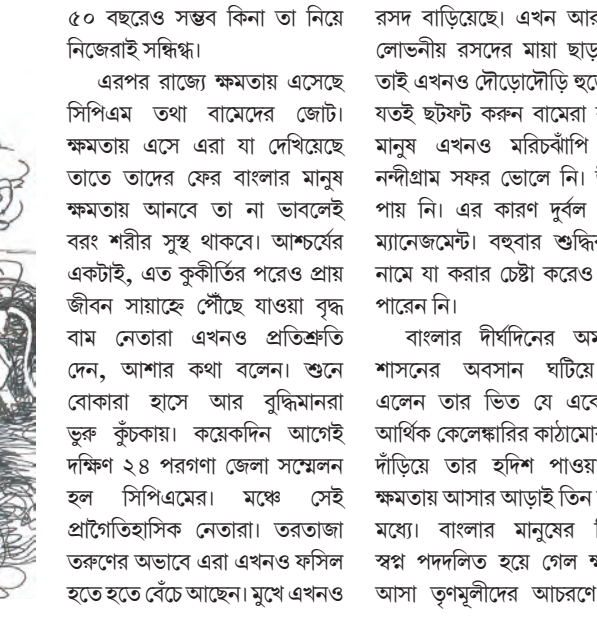 ৫০ বছরেও সম্ভব কিনা তা নিয়ে
নিজেরাই সন্ধিগ্ধ।
এরপর রাজ্যে ক্ষমতায় এসেছে
সিপিএম তথা বামেদের জোট।
ক্ষমতায় এসে এরা যা দেখিয়েছে
তাতে তাদের ফের বাংলার মানুষ
ক্ষমতায় আনবে তা না ভাবলেই
বরং শরীর সুস্থ থাকবে। আশ্চর্যের
একটাই, এত কুকীর্তির পরেও প্রায়
জীবন সায়াহ্নে পৌঁছে যাওয়া বৃদ্ধ
বাম নেতারা এখনও প্রতিশ্রুতি
দেন, আশার কথা বলেন। শুনে
বোকারা হাসে আর বুদ্ধিমানরা
ভুরু কুঁচকায়। কয়েকদিন আগেই
দক্ষিণ ২৪ পরগণা জেলা সম্মেলন
হল সিপিএমের। মঞ্চে সেই
প্রাগৈতিহাসিক নেতারা। তরতাজা
তরুণের অভাবে এরা এখনও ফসিল
হতে হতে বেঁচে আছেন। মুখে এখনও
রসদ বাড়িয়েছে। এখন আর
লোভনীয় রসদের মায়া ছাড়
তাই এখনও দৌড়োদৌড়ি
যতই ছটফট করুন বামেরা
মানুষ এখনও মরিচঝাঁপি
নন্দীগ্রাম সফর ভোলে নি।
পায় নি। এর কারণ দুর্বল
ম্যানেজমেন্ট। বহুবার
নামে যা করার চেষ্টা করেও
পারেন নি।
বাংলার দীর্ঘদিনের
শাসনের অবসান ঘটিয়ে
এলেন তার ভিত যে
আর্থিক কেলেঙ্কারির
দাঁড়িয়ে তার হদিশ পাওয়া
ক্ষমতায় আসার আড়াই তিন
মধ্যে। বাংলার মানুষের
স্বপ্ন পদদলিত হয়ে গেল
আসা তৃণমূলীদের